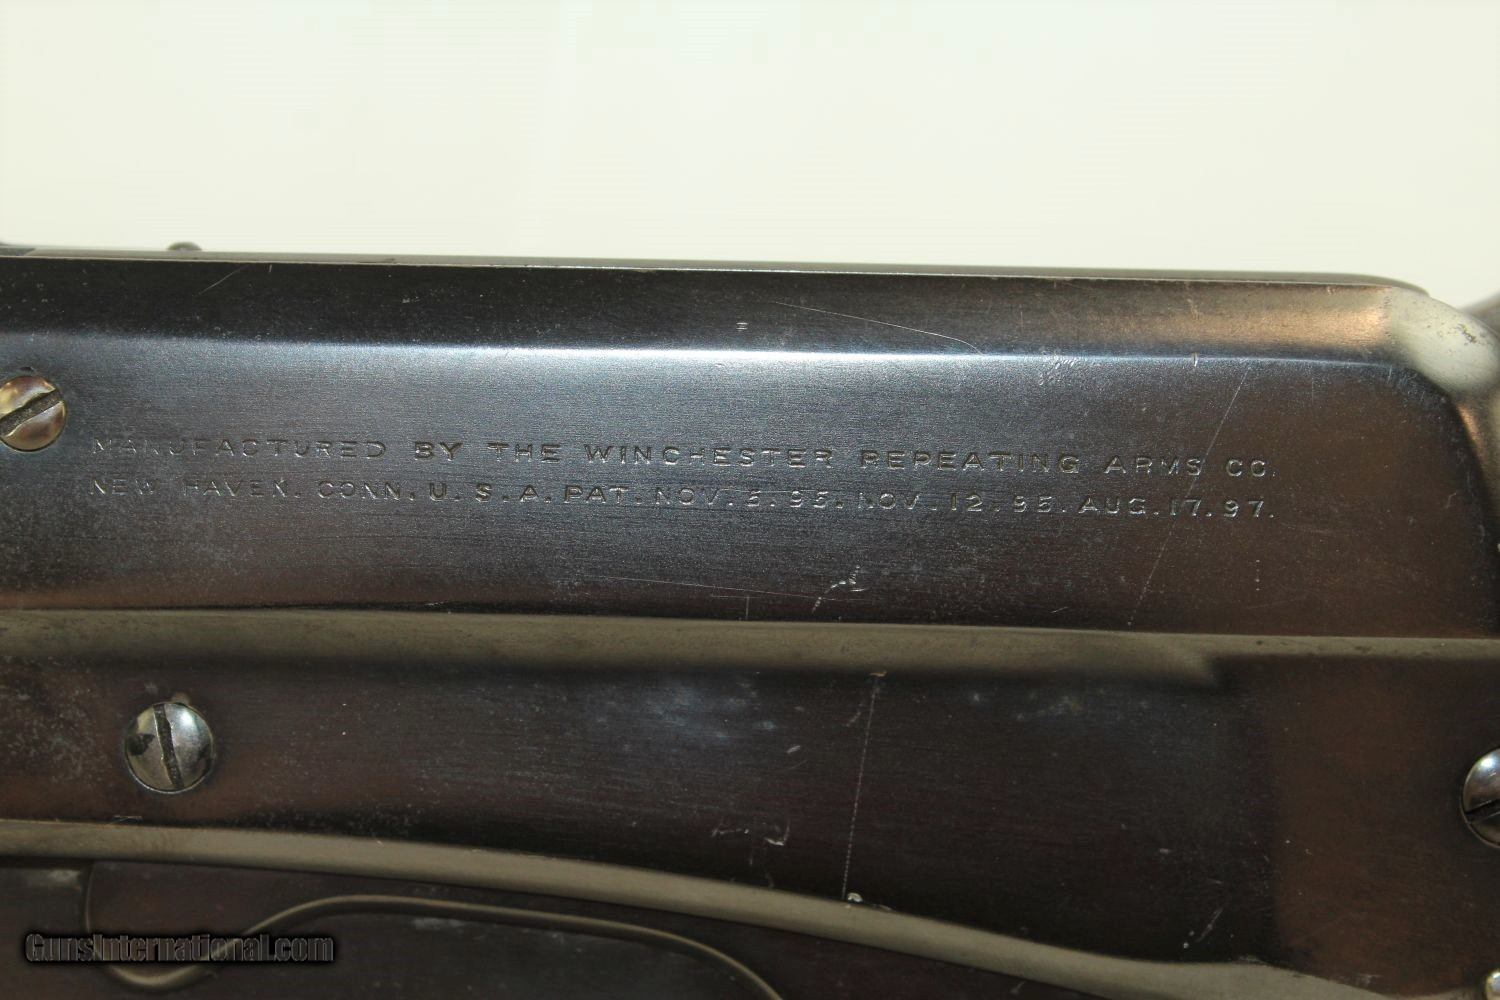 MANUFACTURED BY THE WINCHESTER REPEATING ARMS CO.
NEW HAVEN. CONN. U. S. A. PAT. NOV. 5. 95. NOV. 12. 95. AUG. 17. 97.
GunsInternational.com